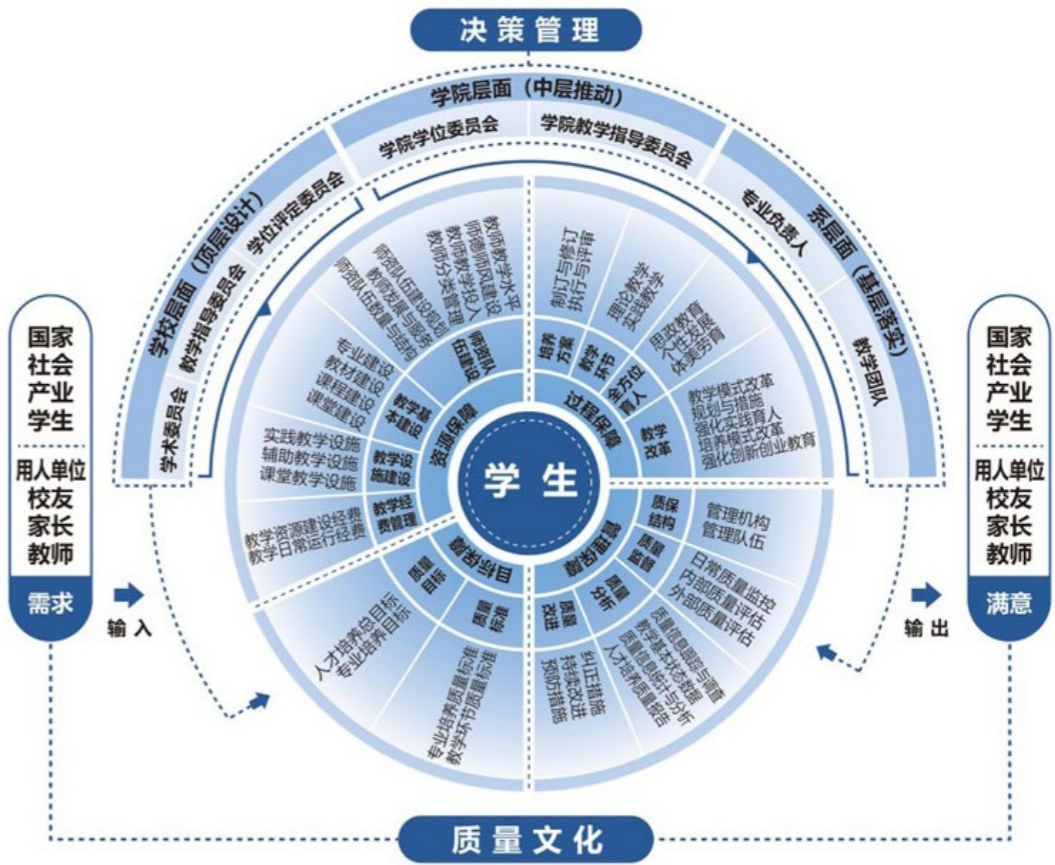 决策管理
学院层面（中层推动）
学院学位委员会
学院教学指导委员会
学校层面（顶层设计）
学术委员会
教学指导委员会
学位评定委员会
系层面（基层落实）
专业负责人
教学团队
国家
社会
产业
学生
用人单位
校友
家长
教师
需求
输入
学生
资源保障
师资队
伍建设
教师教学水平
师德师风建设
教师教学投入
教师分类管理
师资队伍建设规划
教师发展与服务
师资队伍数量与结构
教学基
本建设
专业建设
教材建设
课程建设
课堂建设
教学设
施建设
实践教学设施
辅助教学设施
课堂教学设施
教学经
费管理
教学资源建设经费
教学日常运行经费
过程保障
培养
方案
制订与修订
执行与评审
教学
环节
理论教学
实践教学
全方位
育人
思政教育
个性发展
体美劳育
教学
改革
教学模式改革
规划与措施
强化实践育人
培养模式改革
强化创新创业教育
管理保障
质保
结构
管理机构
管理队伍
质量
监督
日常质量监控
内部质量评估
外部质量评估
质量
分析
质量信息跟踪与调查
教学基本状态数据
质量信息统计与分析
人才培养质量报告
质量
改进
纠正措施
持续改进
预防措施
目标保障
质量
目标
人才培养总目标
专业培养目标
质量
标准
专业培养质量标准
教学环节质量标准
国家
社会
产业
学生
用人单位
校友
家长
教师
满意
输出
质量文化